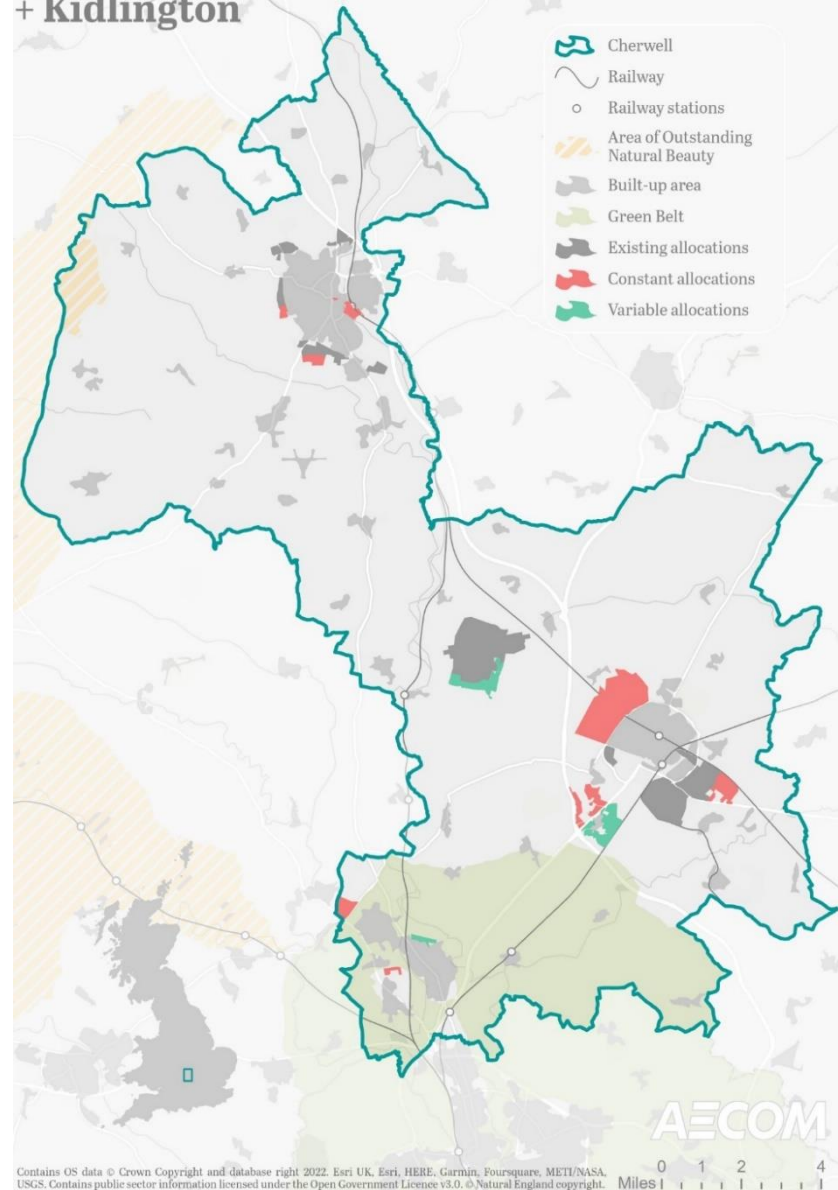 + Kidlington
Cherwell
Railway
Railway stations
Area of Outstanding
Natural Beauty
Built-up area
Green Belt
Existing allocations
Constant allocations
Variable allocations
AECOM
Contains OS data © Crown Copyright and database right 2022. Esri UK, Esri, HERE, Garmin, Foursquare, METI/NASA,
USGS. Contains public sector information licensed under the Open Government Licence v3.0. © Natural England copyright.
Miles 0 1 2 4